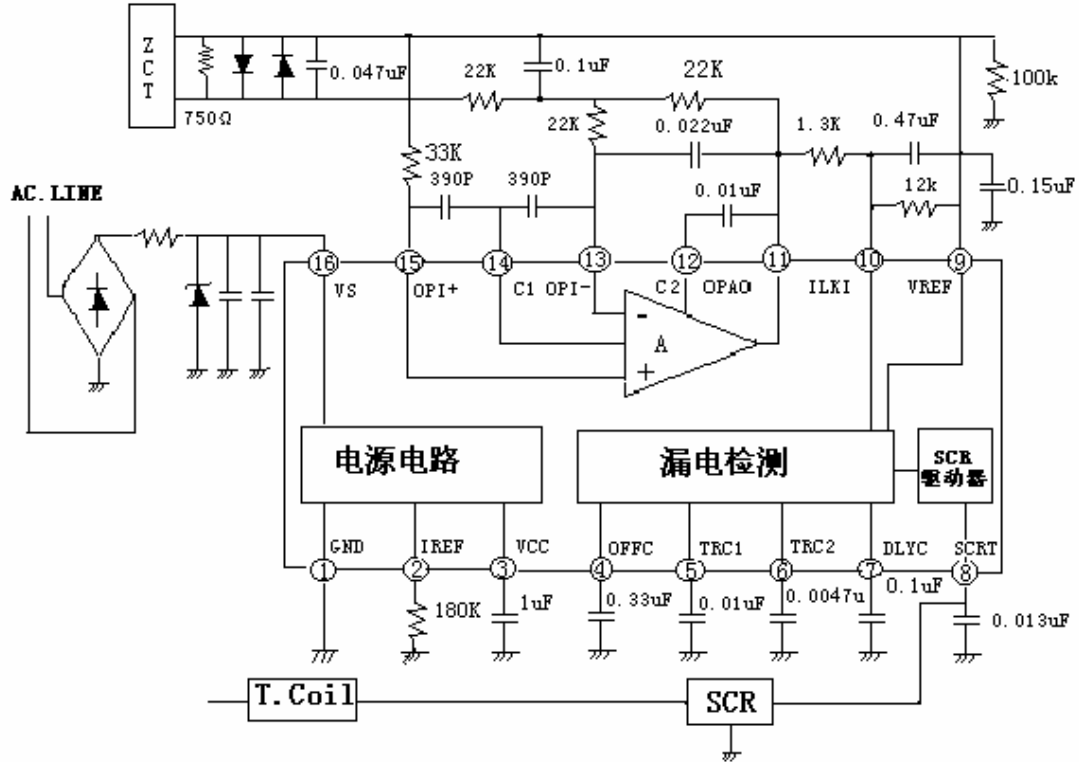 Z
C
T
750Ω
0.047uF
0.1uF
22K
22K
22K
100k
33K
390P
390P
0.022uF
0.01uF
1.3K
0.47uF
12k
0.15uF
AC.LINE
16
15
14
13
12
11
10
9
VS
OPI+
C1
OPI-
C2
OPAO
ILKI
VREF
-
A
+
电源电路
漏电检测
SCR
驱动器
GND
IREF
VCC
OFFC
TRC1
TRC2
DLYC
SCRT
1
2
3
4
5
6
7
8
180K
1uF
0.33uF
0.01uF
0.0047u
0.1uF
0.013uF
T.Coil
SCR